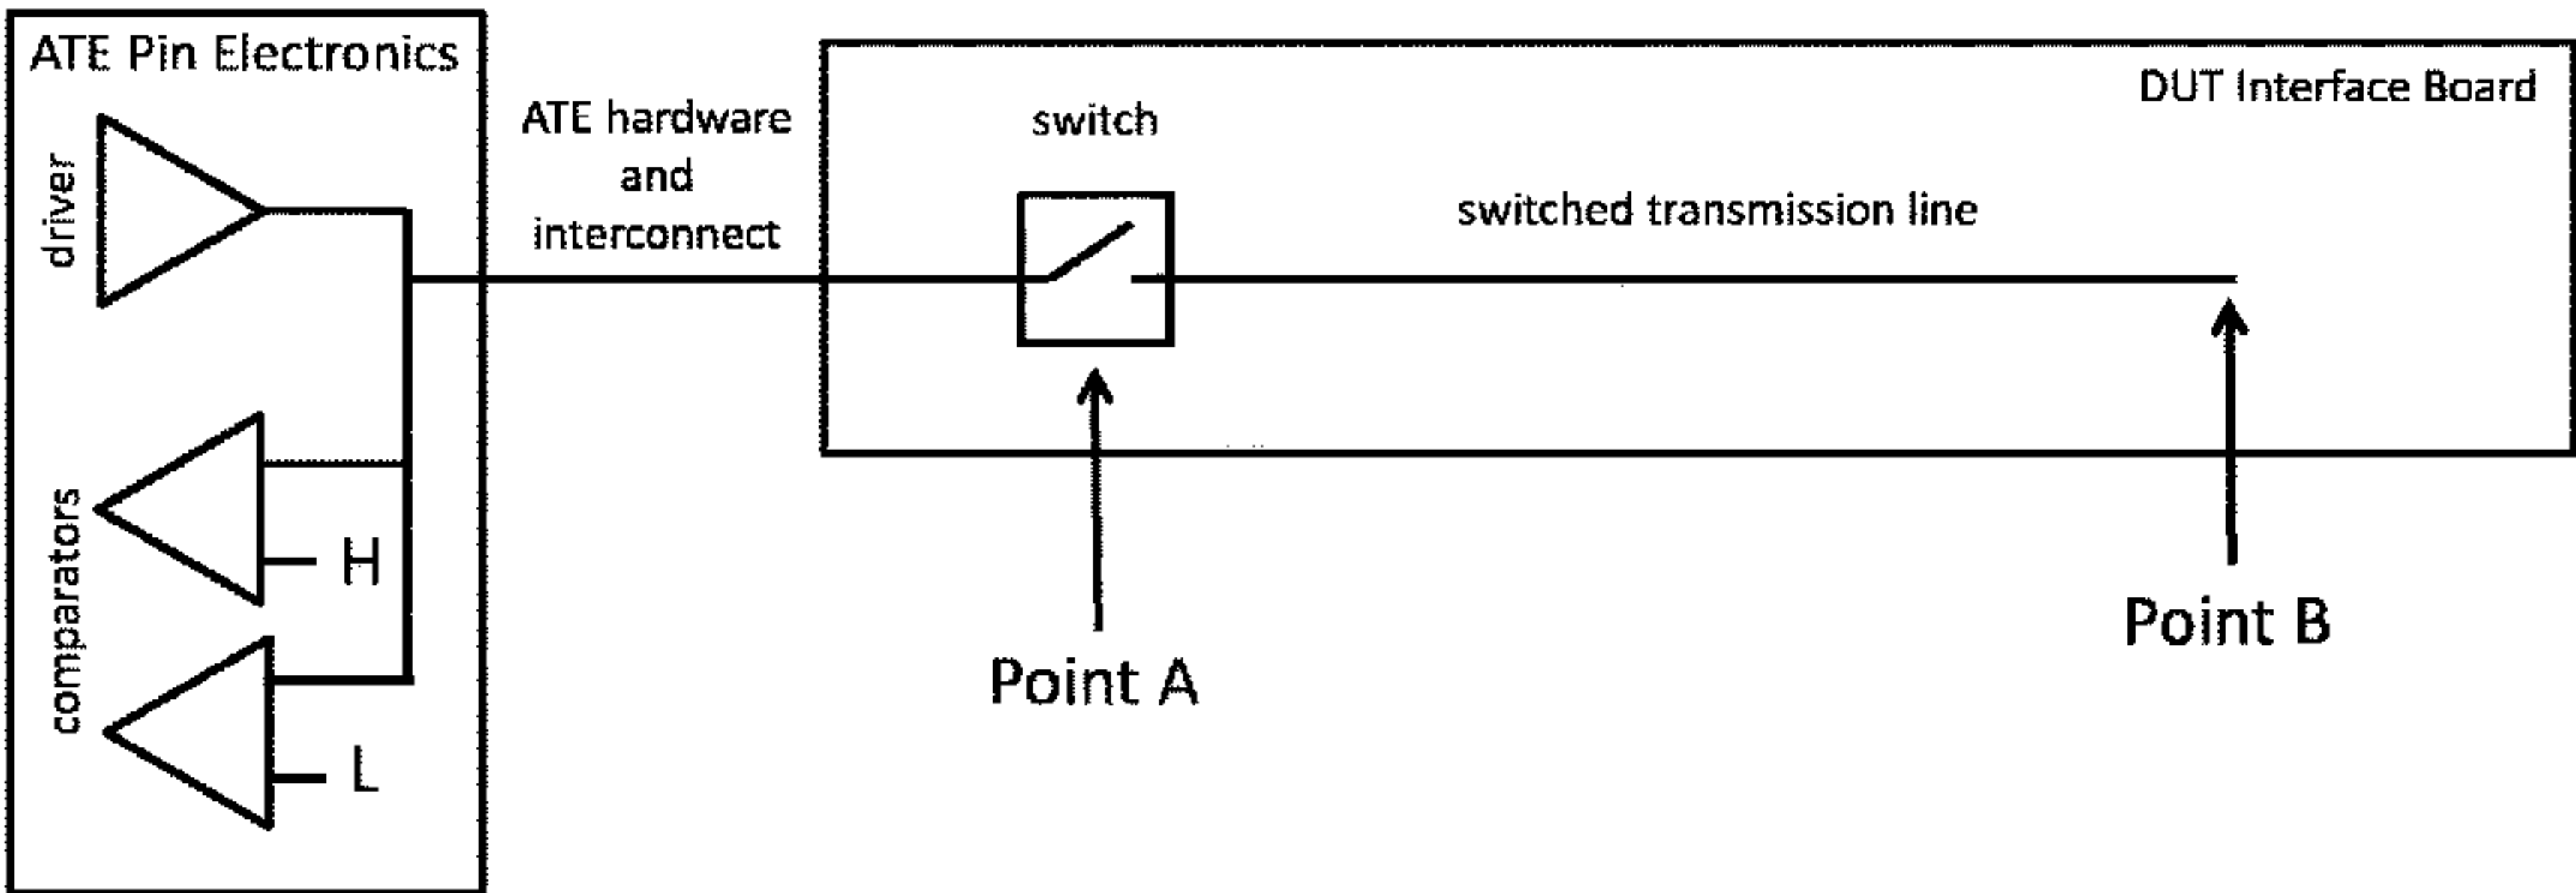 ATE Pin Electronics
driver
comparators
H
L
ATE hardware
and
interconnect
switch
switched transmission line
DUT Interface Board
Point A
Point B